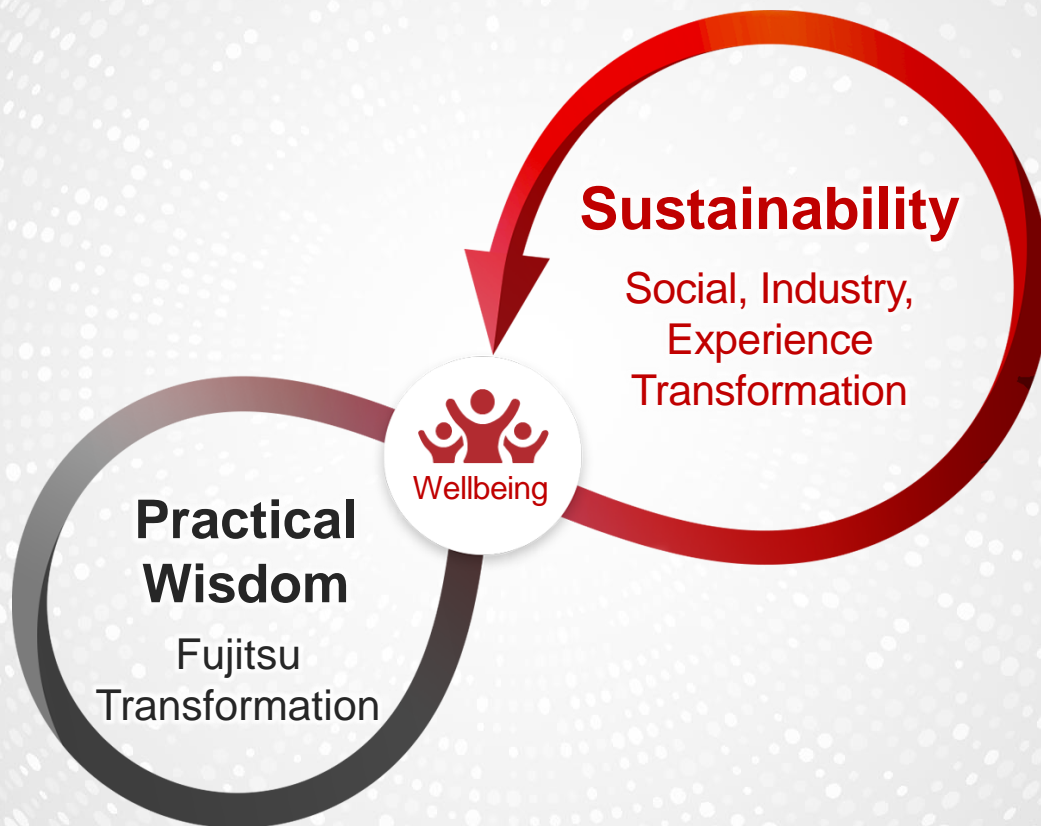 Sustainability
Social, Industry,
Experience
Transformation
Wellbeing
Practical
Wisdom
Fujitsu
Transformation